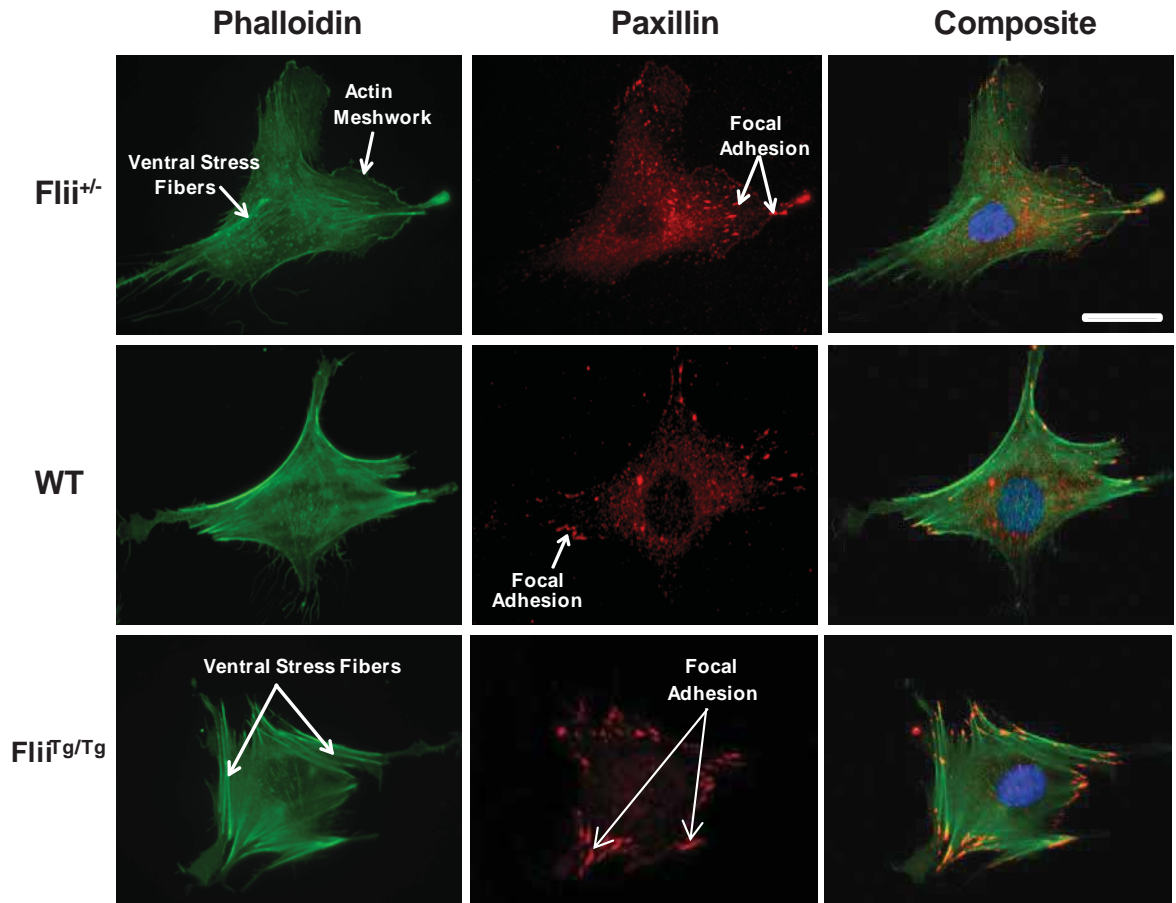 Phalloidin
Paxillin
Composite
Flii+/-
Actin
Meshwork
Ventral Stress
Fibers
Focal
Adhesion
WT
Focal
Adhesion
FliiTg/Tg
Ventral Stress Fibers
Focal
Adhesion